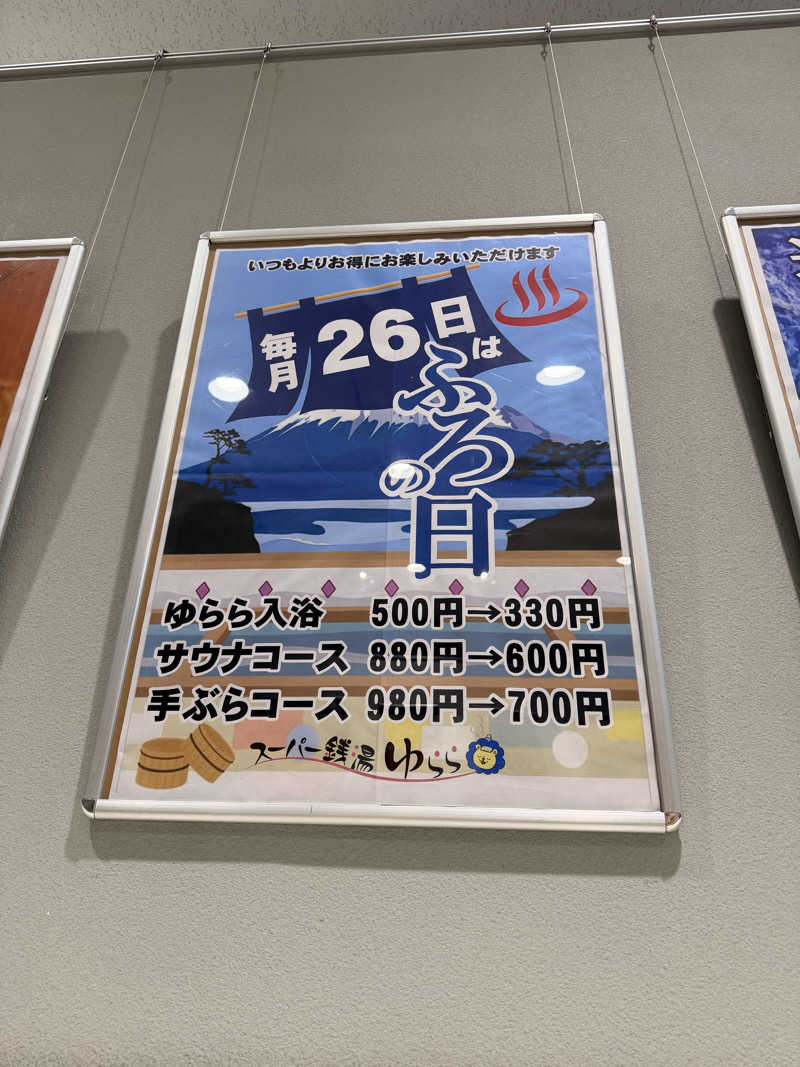 いつもよりお得にお楽しみいただけます
毎月26日は
ふろの日
ゆらら入浴 500円→330円
サウナコース 880円→600円
手ぶらコース 980円→700円
スーパー銭湯ゆらら